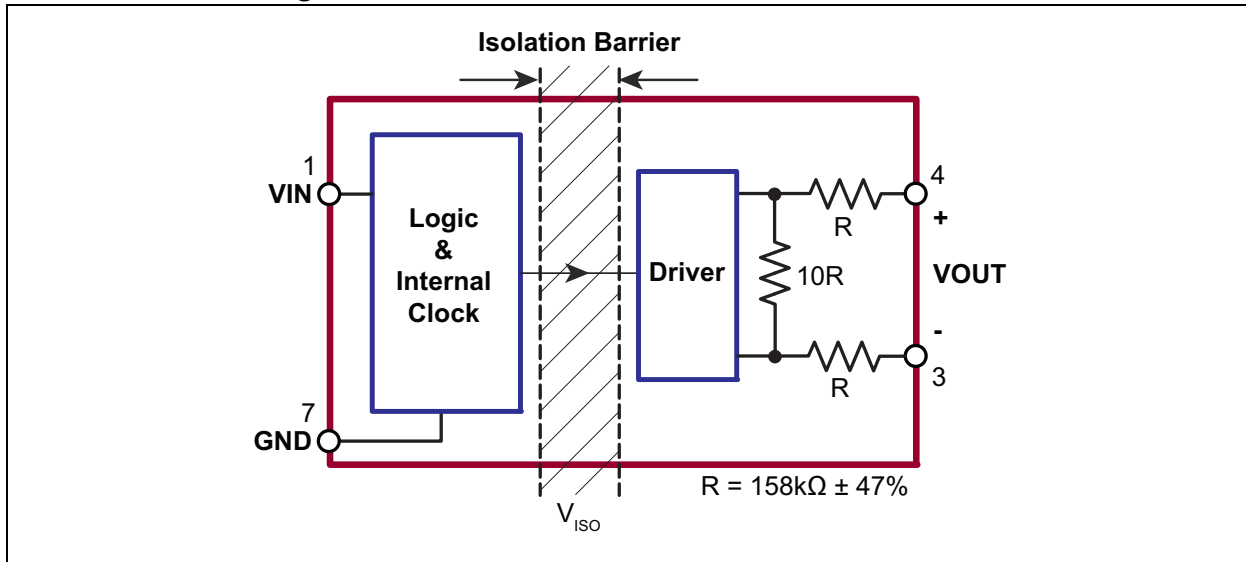 Isolation Barrier
1
VIN
Logic
&
Internal
Clock
7
GND
Driver
10R
R
4
+
VOUT
-
3
R
R = 158kΩ ± 47%
VISO